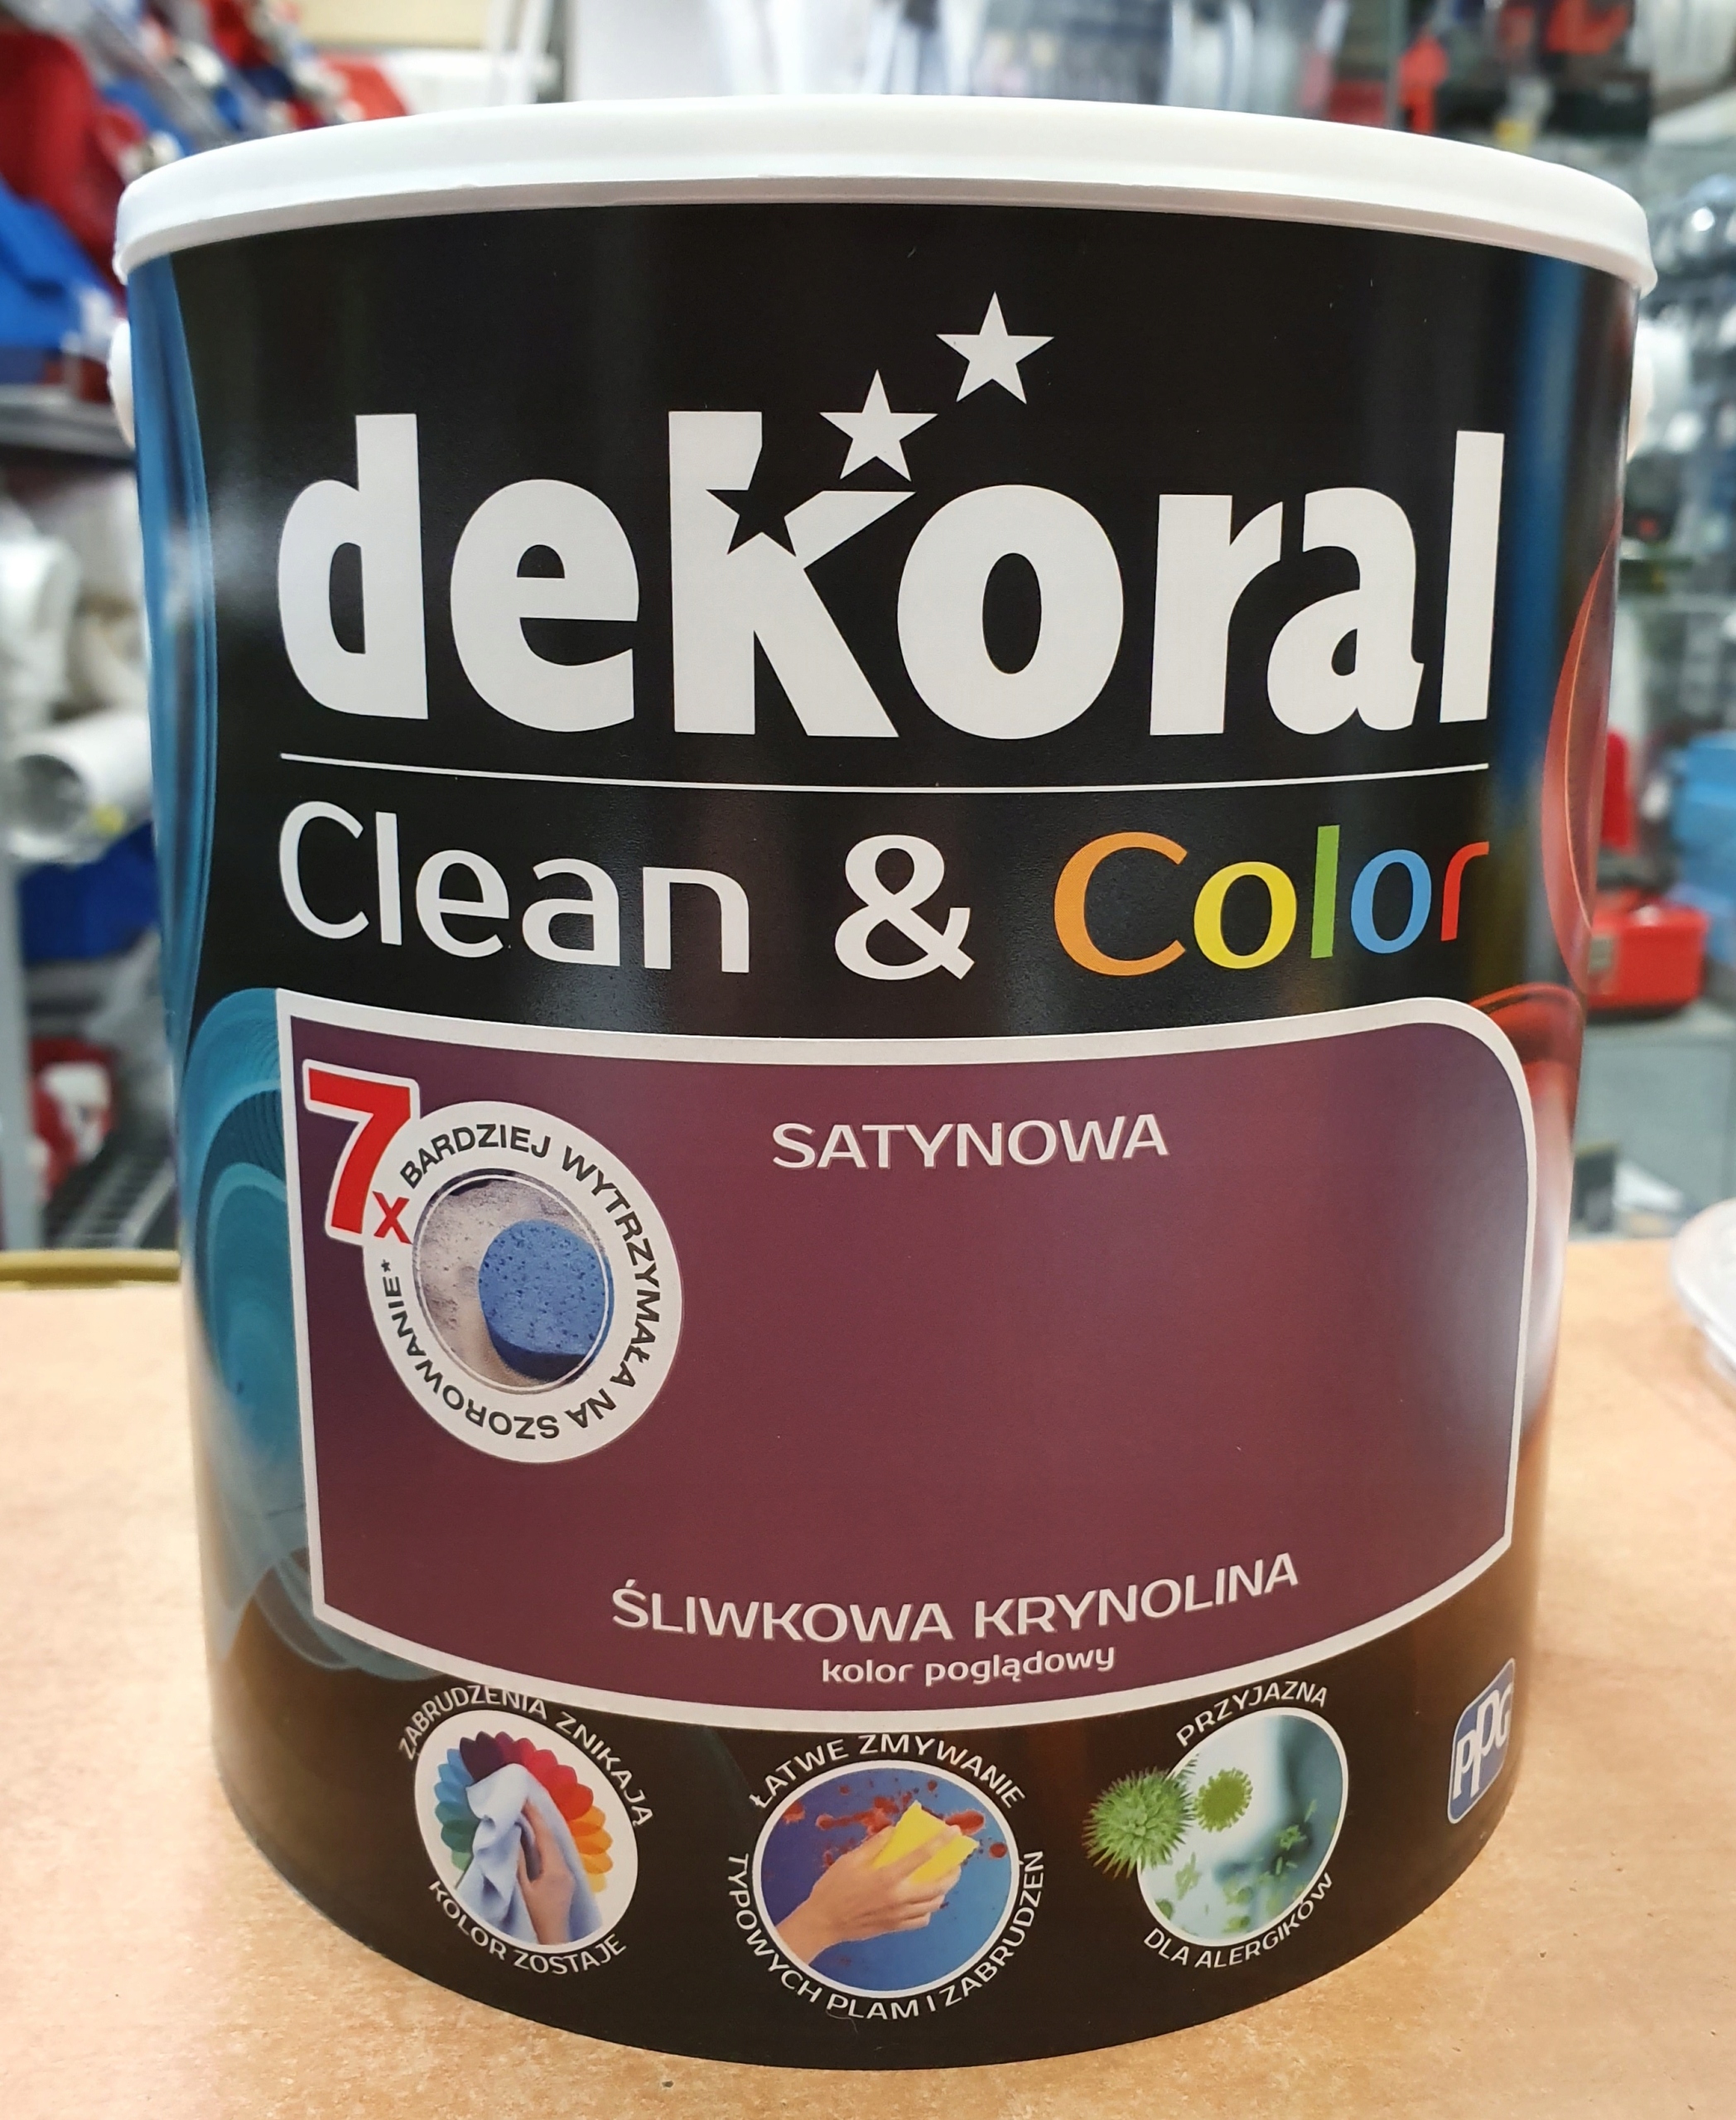 dekoral
Clean & Color
7x BARDZIEJ WYTRZYMAŁA NA SZOROWANIE*
SATYNOWA
ŚLIWKOWA KRYNOLINA
kolor poglądowy
ZABRUDZENIA ZNIKAJĄ
KOLOR ZOSTAJE
ŁATWE ZMYWANIE
TYPOWYCH PLAM I ZABRUDZEŃ
PRZYJAZNA
DLA ALERGIKÓW
PPG